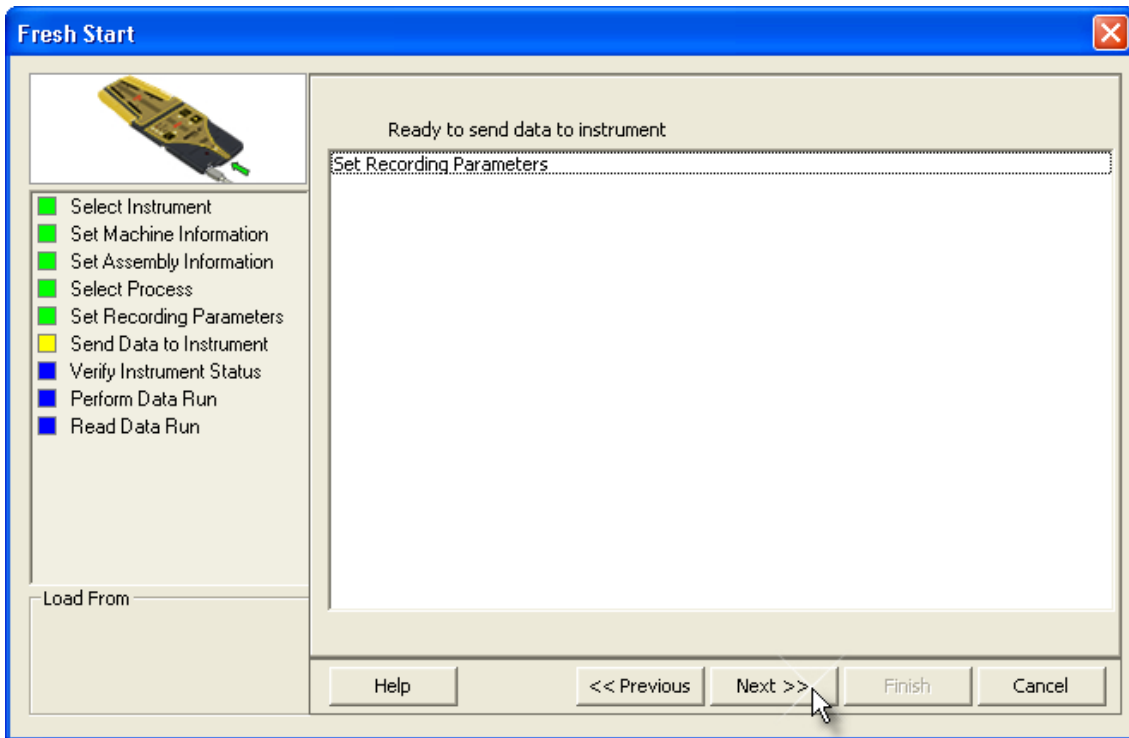 Fresh Start
Ready to send data to instrument
Set Recording Parameters
Select Instrument
Set Machine Information
Set Assembly Information
Select Process
Set Recording Parameters
Send Data to Instrument
Verify Instrument Status
Perform Data Run
Read Data Run
Load From
Help
<< Previous
Next >>
Finish
Cancel